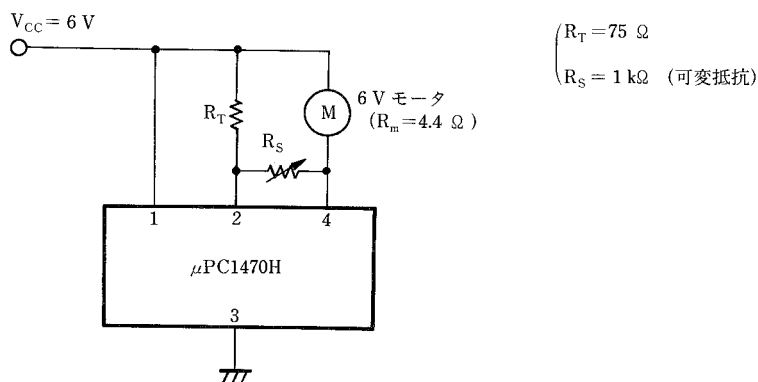 V_CC = 6 V
R_T = 75 Ω
R_S = 1 kΩ (可変抵抗)
R_T
M
6 V モータ
(R_m=4.4 Ω)
R_S
1
2
4
μPC1470H
3